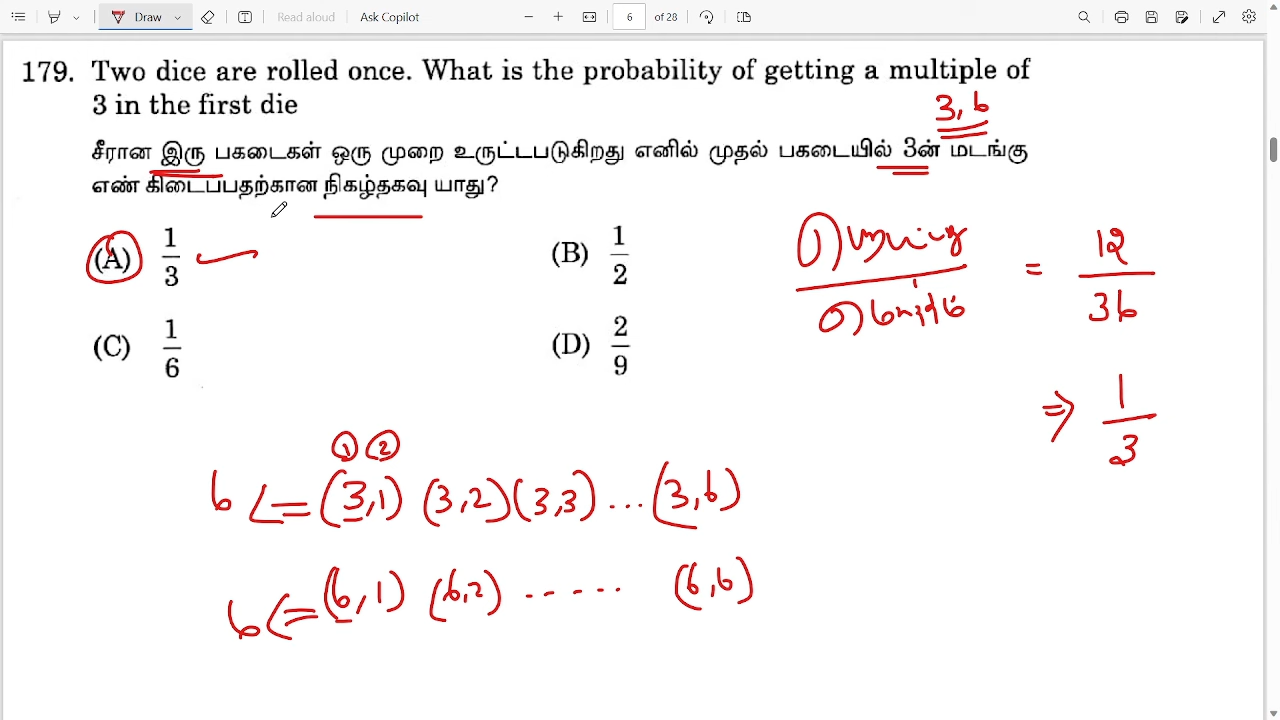 Draw
Read aloud
Ask Copilot
6
of 28
179. Two dice are rolled once. What is the probability of getting a multiple of
3 in the first die
3, 6
சீரான இரு பகடைகள் ஒரு முறை உருட்டபடுகிறது எனில் முதல் பகடையில் 3ன் மடங்கு
எண் கிடைப்பதற்கான நிகழ்தகவு யாது?
(A) 1/3
(B) 1/2
(C) 1/6
(D) 2/9
= 12/36
⇒ 1/3
① ②
6 <= (3,1) (3,2) (3,3) ... (3,6)
6 <= (6,1) (6,2) ...... (6,6)